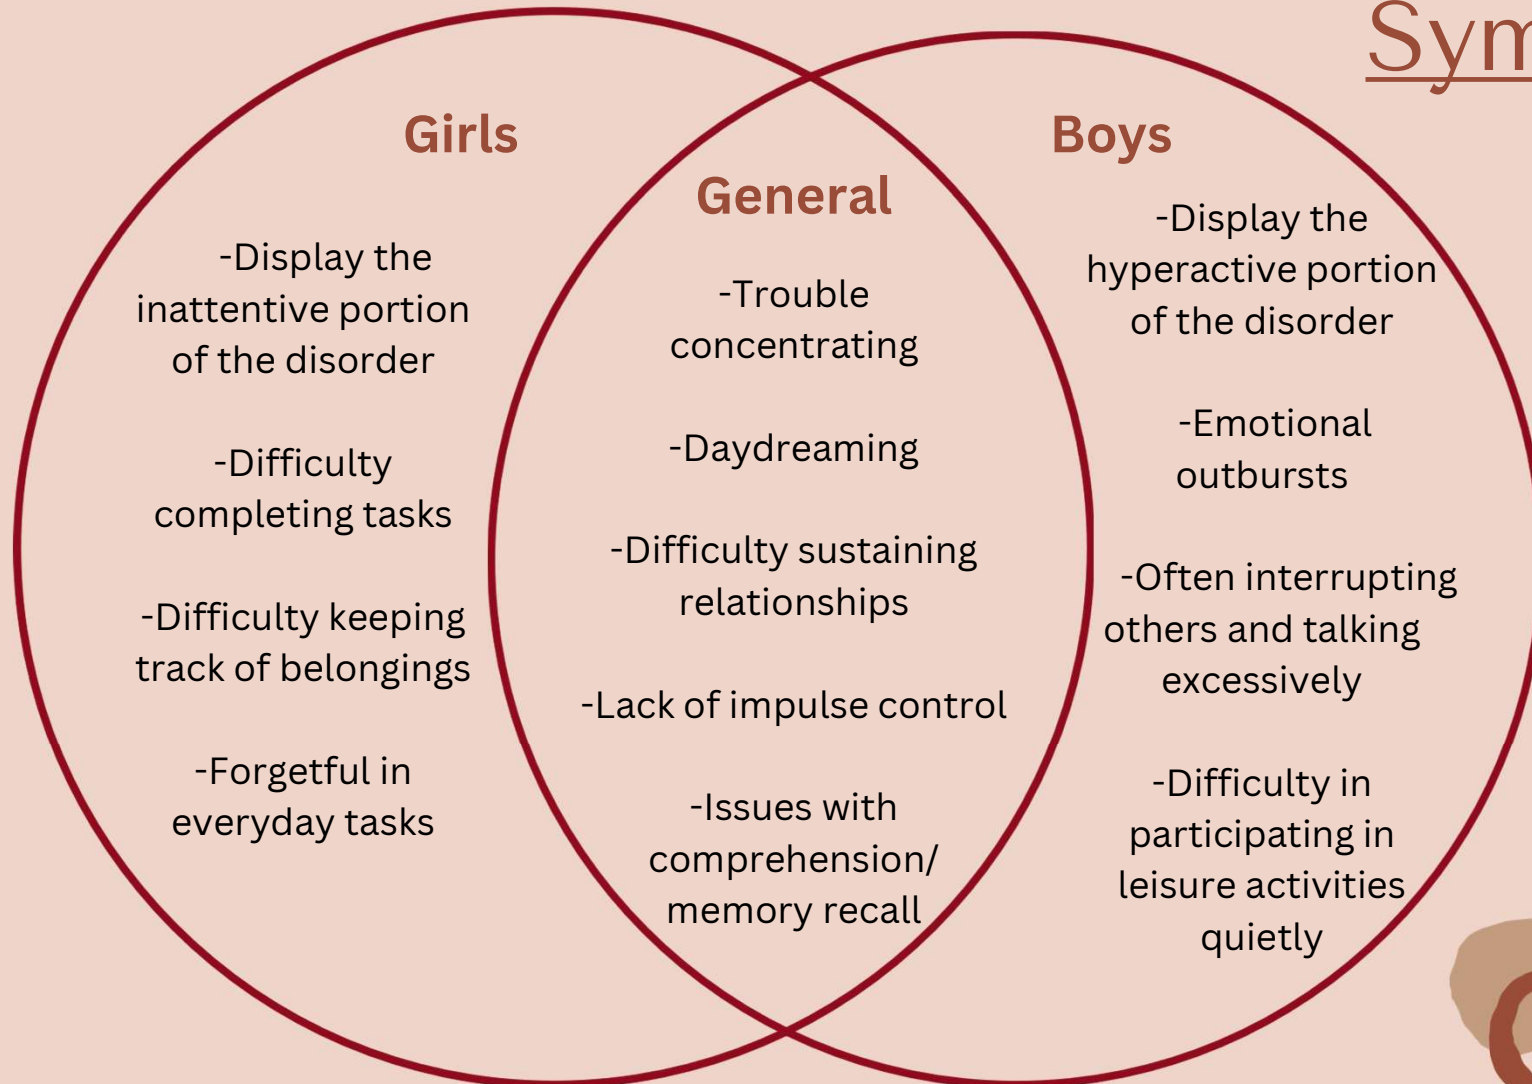 Sym
Girls
-Display the
inattentive portion
of the disorder
-Difficulty
completing tasks
-Difficulty keeping
track of belongings
-Forgetful in
everyday tasks
General
-Trouble
concentrating
-Daydreaming
-Difficulty sustaining
relationships
-Lack of impulse control
-Issues with
comprehension/
memory recall
Boys
-Display the
hyperactive portion
of the disorder
-Emotional
outbursts
-Often interrupting
others and talking
excessively
-Difficulty in
participating in
leisure activities
quietly